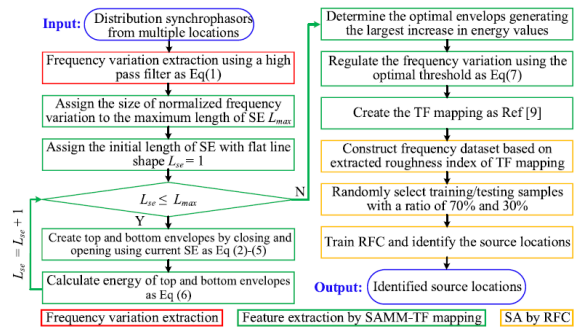 Input:
Distribution synchrophasors
from multiple locations
Frequency variation extraction using a high
pass filter as Eq(1)
Assign the size of normalized frequency
variation to the maximum length of SE Lmax
Assign the initial length of SE with flat line
shape Lse = 1
Lse ≤ Lmax
N
Y
Lse = Lse + 1
Create top and bottom envelopes by closing and
opening using current SE as Eq (2)-(5)
Calculate energy of top and bottom envelopes
as Eq (6)
Determine the optimal envelops generating
the largest increase in energy values
Regulate the frequency variation using the
optimal threshold as Eq(7)
Create the TF mapping as Ref [9]
Construct frequency dataset based on
extracted roughness index of TF mapping
Randomly select training/testing samples
with a ratio of 70% and 30%
Train RFC and identify the source locations
Output:
Identified source locations
Frequency variation extraction
Feature extraction by SAMM-TF mapping
SA by RFC